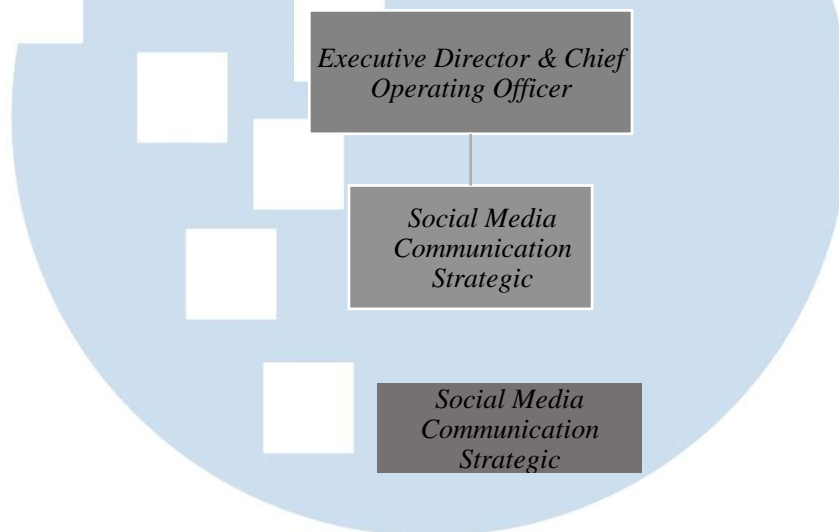 Executive Director & Chief
Operating Officer
Social Media
Communication
Strategic
Social Media
Communication
Strategic